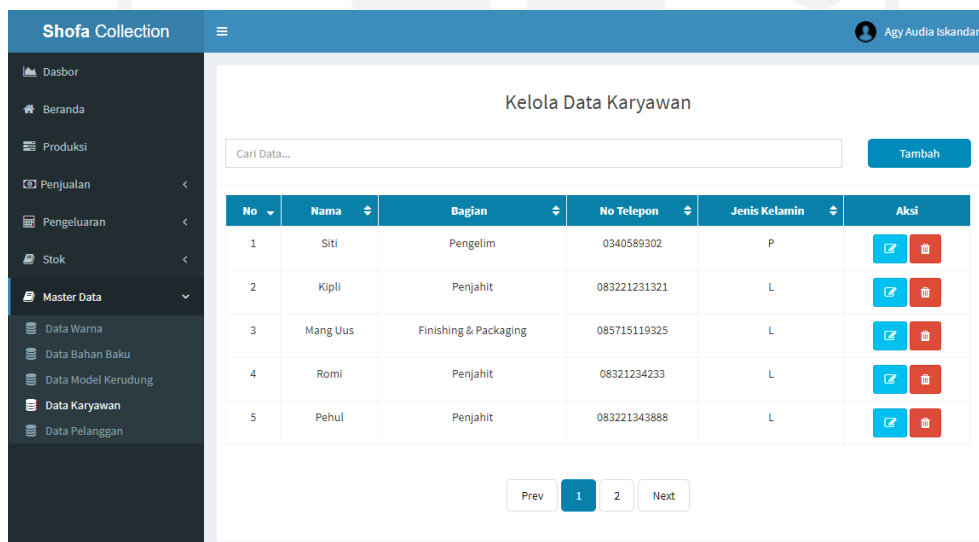 Shofa Collection
Agy Audia Iskandar
Dasbor
Beranda
Produksi
Penjualan
Pengeluaran
Stok
Master Data
Data Warna
Data Bahan Baku
Data Model Kerudung
Data Karyawan
Data Pelanggan
Kelola Data Karyawan
Cari Data... Tambah
No Nama Bagian No Telepon Jenis Kelamin Aksi
1 Siti Pengelim 0340589302 P
2 Kipli Penjahit 083221231321 L
3 Mang Uus Finishing & Packaging 085715119325 L
4 Romi Penjahit 08321234233 L
5 Pehul Penjahit 083221343888 L
Prev 1 2 Next